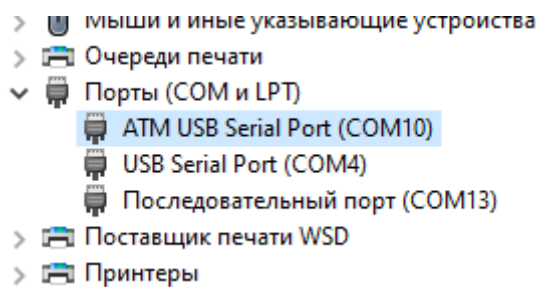 Мыши и иные указывающие устройства
Очереди печати
Порты (COM и LPT)
ATM USB Serial Port (COM10)
USB Serial Port (COM4)
Последовательный порт (COM13)
Поставщик печати WSD
Принтеры